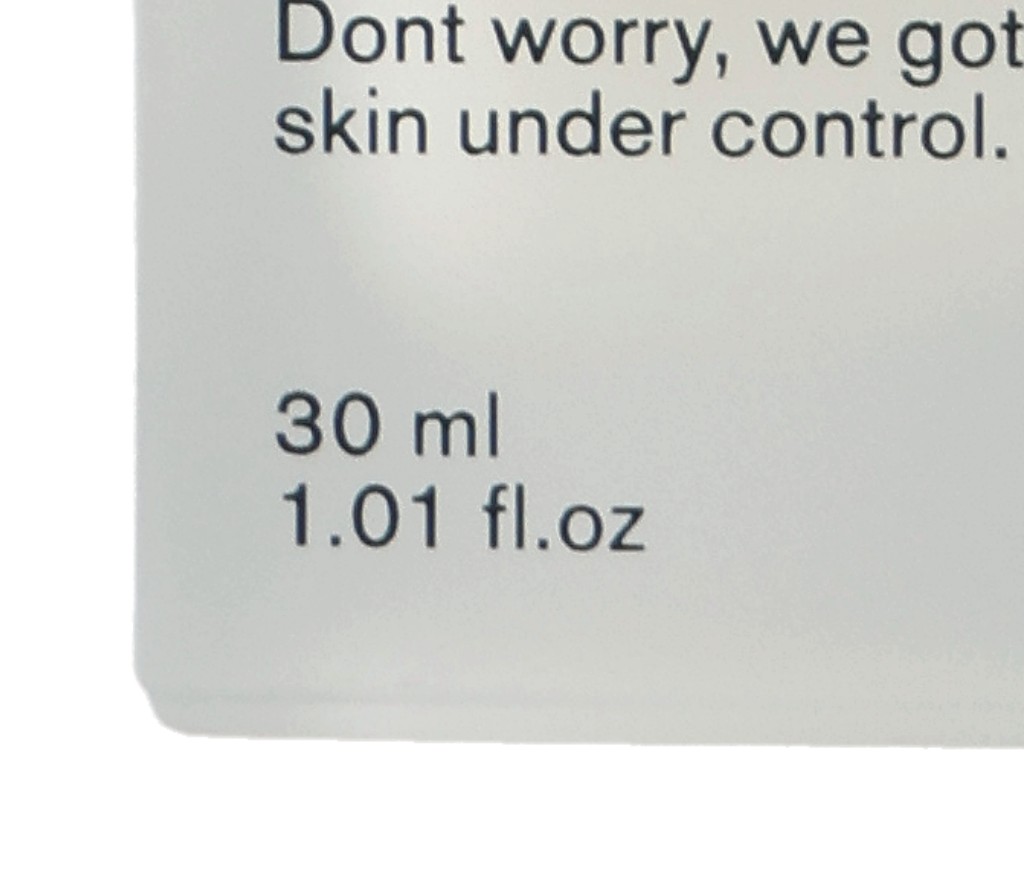 Dont worry, we got
skin under control.
30 ml
1.01 fl.oz